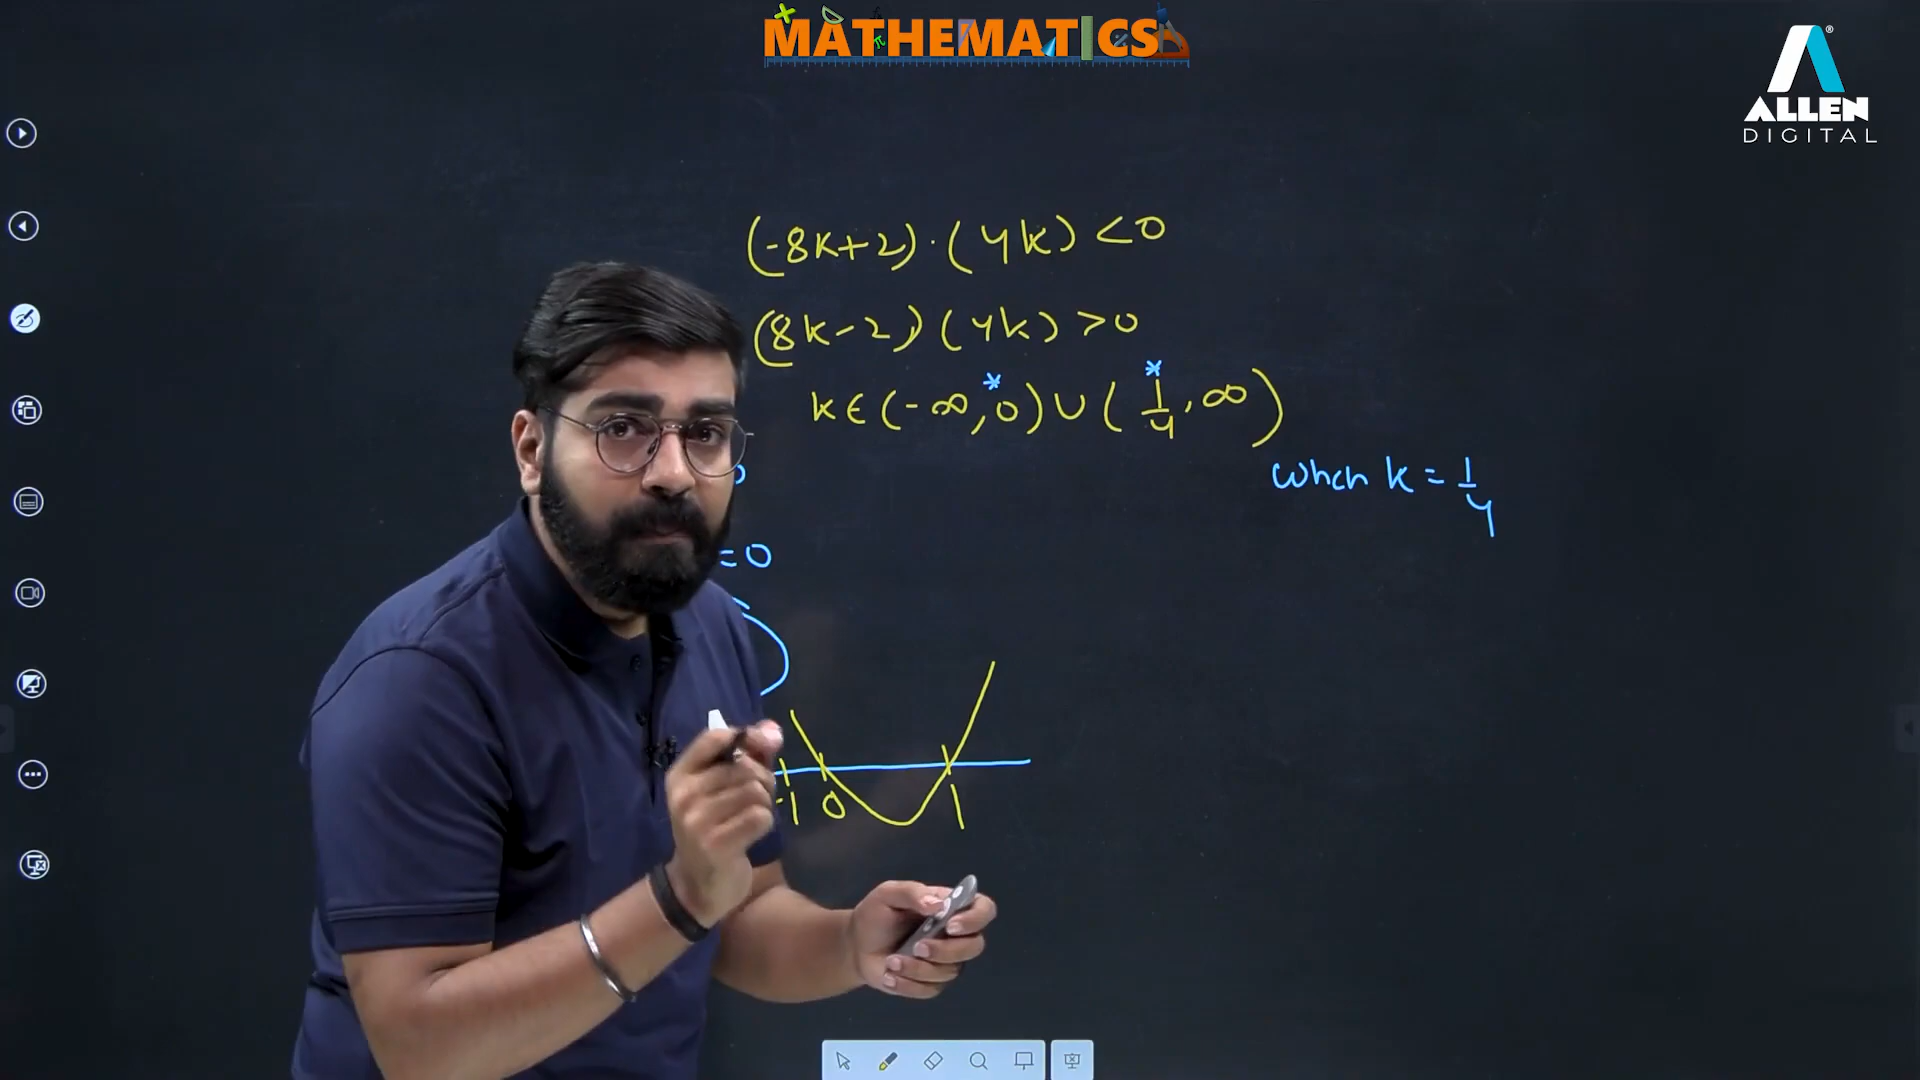 MATHEMATICS
ALLEN
DIGITAL
(-8k+2)·(4k)<0
(8k-2)(4k)>0
k∈(-∞,0)∪(1/4,∞)
* *
when k=1/4
=0
-1 0 1